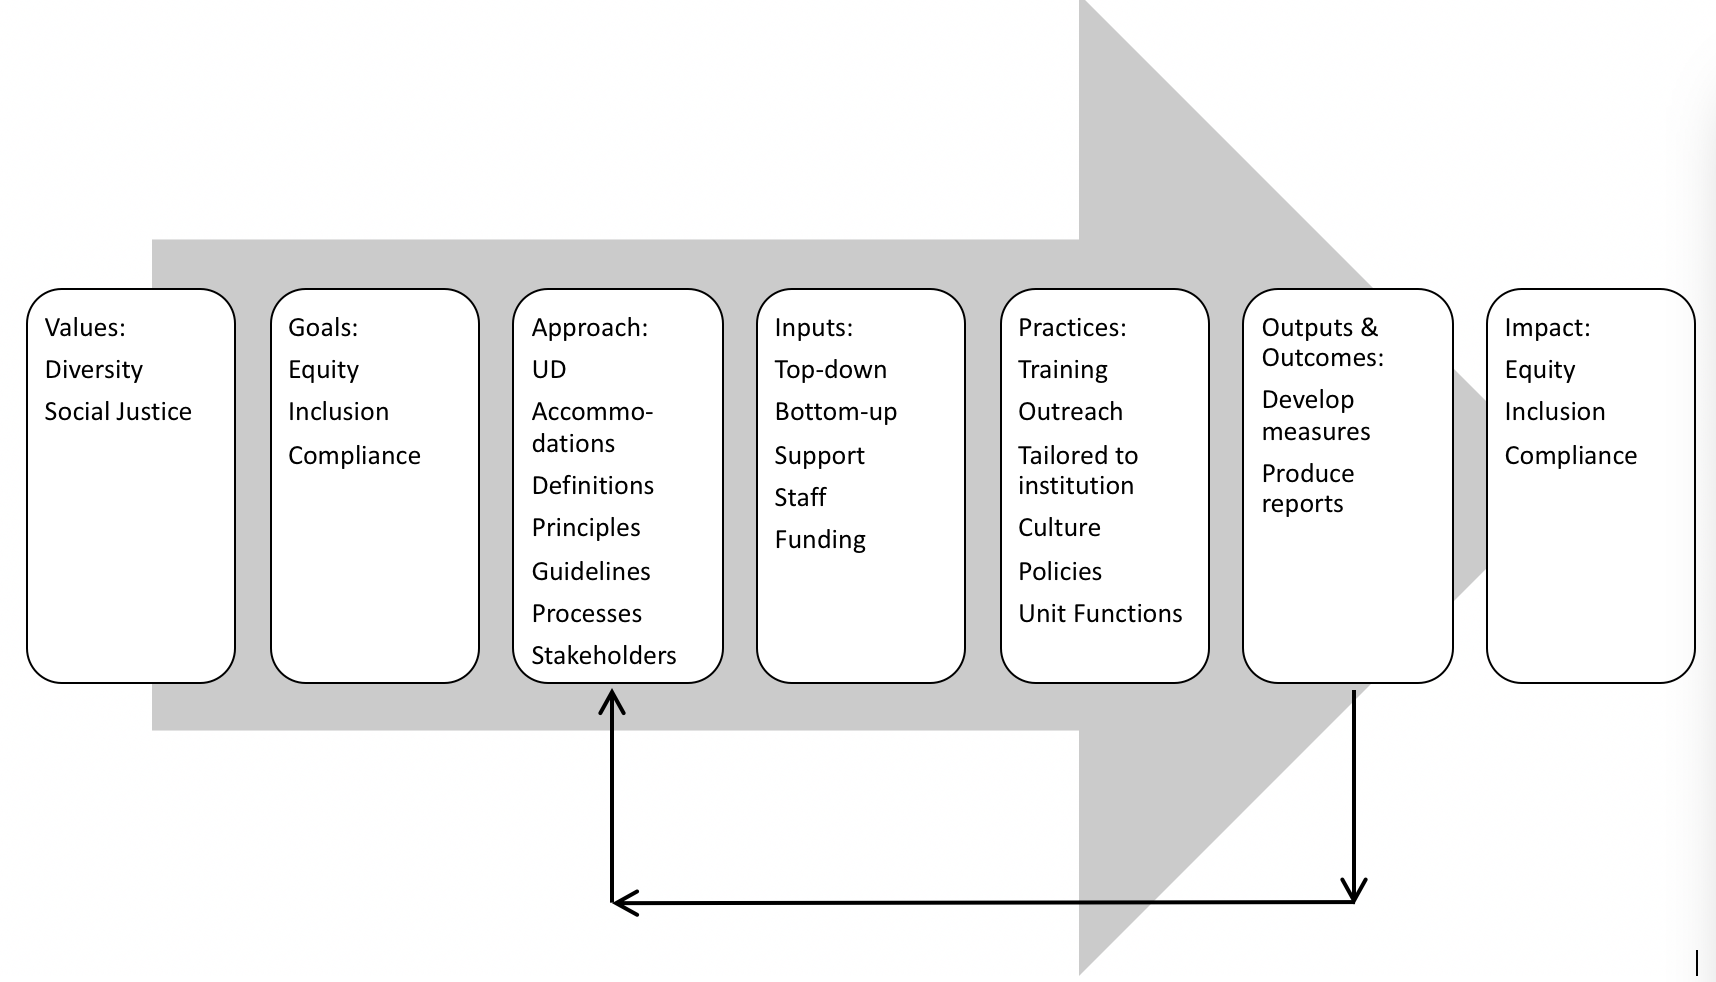 Values:
Diversity
Social Justice
Goals:
Equity
Inclusion
Compliance
Approach:
UD
Accommo-
dations
Definitions
Principles
Guidelines
Processes
Stakeholders
Inputs:
Top-down
Bottom-up
Support
Staff
Funding
Practices:
Training
Outreach
Tailored to
institution
Culture
Policies
Unit Functions
Outputs &
Outcomes:
Develop
measures
Produce
reports
Impact:
Equity
Inclusion
Compliance